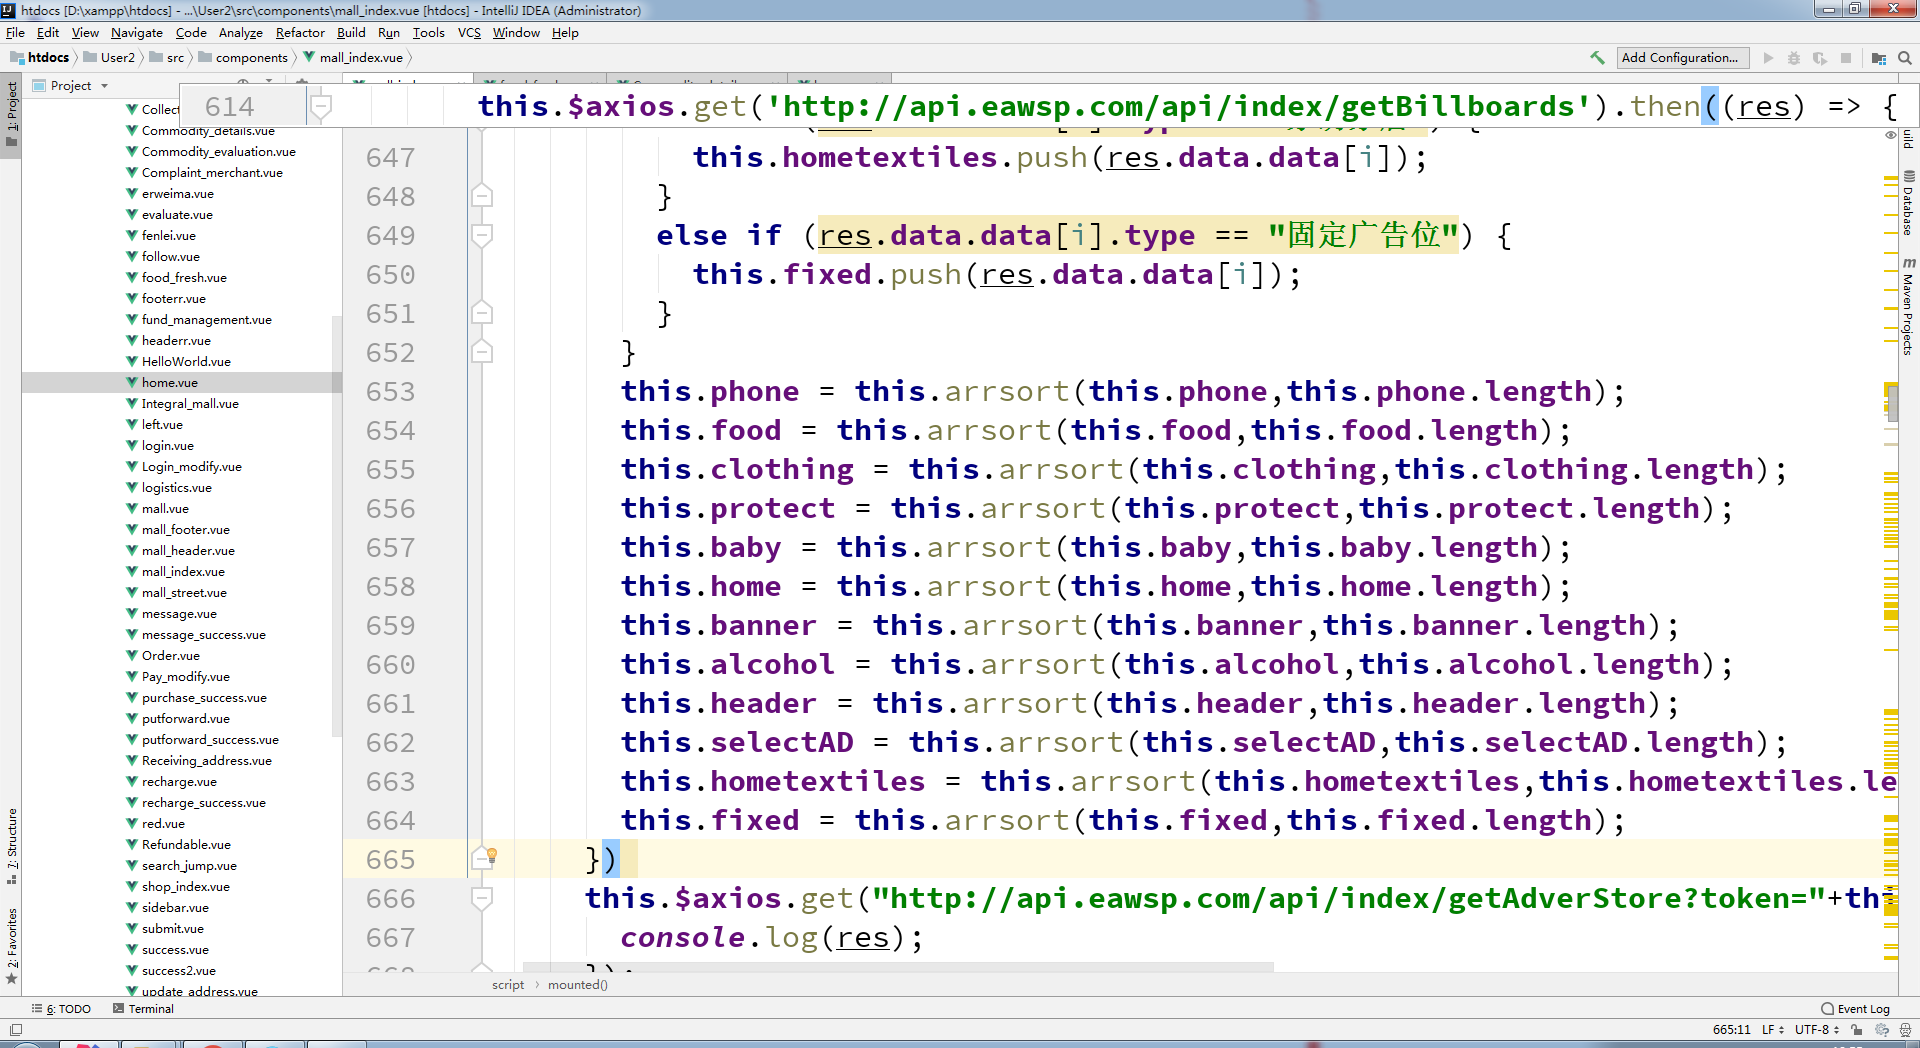 htdocs [D:\xampp\htdocs] - ...\User2\src\components\mall_index.vue [htdocs] - IntelliJ IDEA (Administrator)
File Edit View Navigate Code Analyze Refactor Build Run Tools VCS Window Help
htdocs User2 src components mall_index.vue
Add Configuration...
Project
1: Project
7: Structure
2: Favorites
Collect
Commodity_details.vue
Commodity_evaluation.vue
Complaint_merchant.vue
erweima.vue
evaluate.vue
fenlei.vue
follow.vue
food_fresh.vue
footerr.vue
fund_management.vue
headerr.vue
HelloWorld.vue
home.vue
Integral_mall.vue
left.vue
login.vue
Login_modify.vue
logistics.vue
mall.vue
mall_footer.vue
mall_header.vue
mall_index.vue
mall_street.vue
message.vue
message_success.vue
Order.vue
Pay_modify.vue
purchase_success.vue
putforward.vue
putforward_success.vue
Receiving_address.vue
recharge.vue
recharge_success.vue
red.vue
Refundable.vue
search_jump.vue
shop_index.vue
sidebar.vue
submit.vue
success.vue
success2.vue
update_address.vue
614 this.$axios.get('http://api.eawsp.com/api/index/getBillboards').then((res) => {
647 this.hometextiles.push(res.data.data[i]);
648 }
649 else if (res.data.data[i].type == "固定广告位") {
650 this.fixed.push(res.data.data[i]);
651 }
652 }
653 this.phone = this.arrsort(this.phone,this.phone.length);
654 this.food = this.arrsort(this.food,this.food.length);
655 this.clothing = this.arrsort(this.clothing,this.clothing.length);
656 this.protect = this.arrsort(this.protect,this.protect.length);
657 this.baby = this.arrsort(this.baby,this.baby.length);
658 this.home = this.arrsort(this.home,this.home.length);
659 this.banner = this.arrsort(this.banner,this.banner.length);
660 this.alcohol = this.arrsort(this.alcohol,this.alcohol.length);
661 this.header = this.arrsort(this.header,this.header.length);
662 this.selectAD = this.arrsort(this.selectAD,this.selectAD.length);
663 this.hometextiles = this.arrsort(this.hometextiles,this.hometextiles.le
664 this.fixed = this.arrsort(this.fixed,this.fixed.length);
665 })
666 this.$axios.get("http://api.eawsp.com/api/index/getAdverStore?token="+thi
667 console.log(res);
668 });
script mounted()
uild
Database
Maven Projects
6: TODO Terminal
Event Log
665:11 LF UTF-8